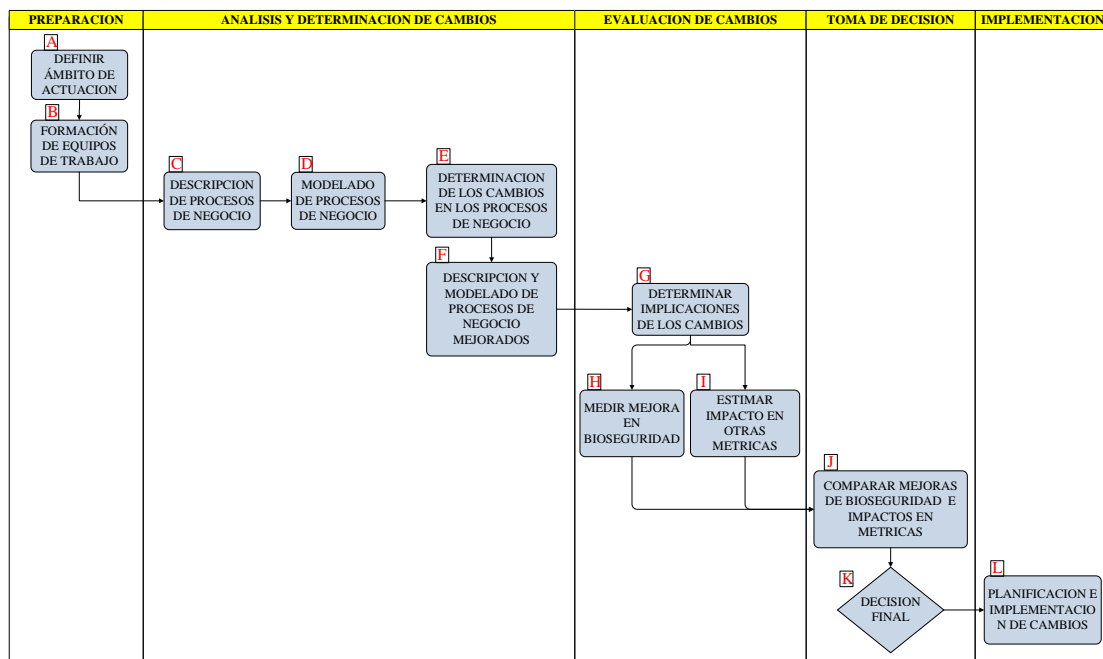 PREPARACION
ANALISIS Y DETERMINACION DE CAMBIOS
EVALUACION DE CAMBIOS
TOMA DE DECISION
IMPLEMENTACION
A
DEFINIR
ÁMBITO DE
ACTUACION
B
FORMACIÓN
DE EQUIPOS
DE TRABAJO
C
DESCRIPCION
DE PROCESOS
DE NEGOCIO
D
MODELADO
DE PROCESOS
DE NEGOCIO
E
DETERMINACION
DE LOS CAMBIOS
EN LOS PROCESOS
DE NEGOCIO
F
DESCRIPCION Y
MODELADO DE
PROCESOS DE
NEGOCIO
MEJORADOS
G
DETERMINAR
IMPLICACIONES
DE LOS CAMBIOS
H
MEDIR MEJORA
EN
BIOSEGURIDAD
I
ESTIMAR
IMPACTO EN
OTRAS
METRICAS
J
COMPARAR MEJORAS
DE BIOSEGURIDAD E
IMPACTOS EN
METRICAS
K
DECISION
FINAL
L
PLANIFICACION E
IMPLEMENTACIO
N DE CAMBIOS